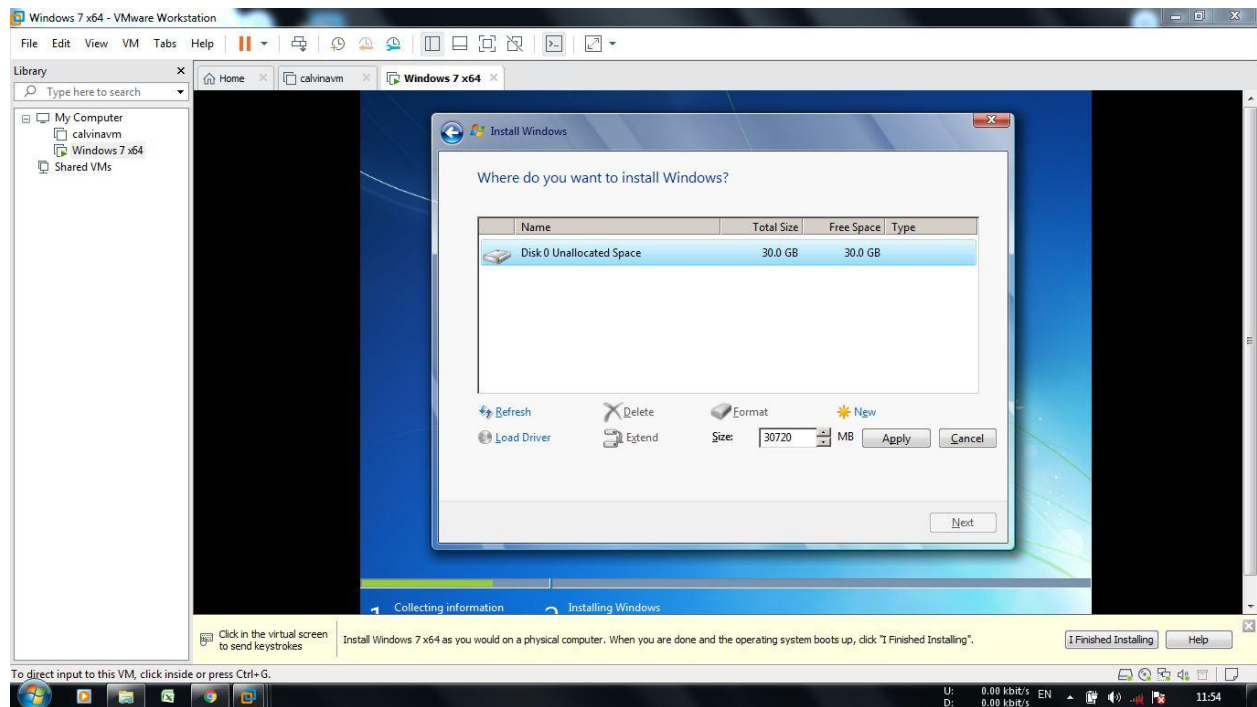 Windows 7 x64 - VMware Workstation
File Edit View VM Tabs Help
Library
Type here to search
My Computer
calvinavm
Windows 7 x64
Shared VMs
Home calvinavm Windows 7 x64
Install Windows
Where do you want to install Windows?
Name Total Size Free Space Type
Disk 0 Unallocated Space 30.0 GB 30.0 GB
Refresh Delete Format New
Load Driver Extend Size: 30720 MB Apply Cancel
Next
1 Collecting information 2 Installing Windows
Click in the virtual screen
to send keystrokes
Install Windows 7 x64 as you would on a physical computer. When you are done and the operating system boots up, click "I Finished Installing".
I Finished Installing Help
To direct input to this VM, click inside or press Ctrl+G.
U: 0.00 kbit/s EN
D: 0.00 kbit/s
11:54